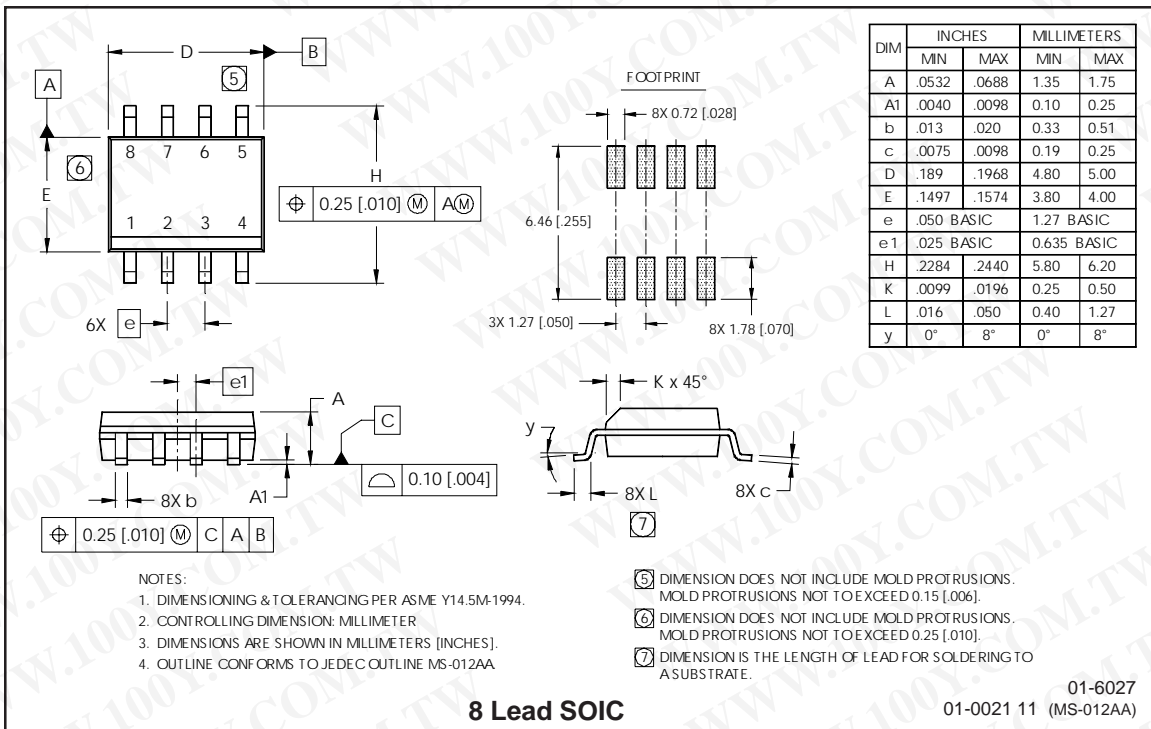 D
B
5
A
8 7 6 5
6
E
H
⌖ 0.25 [.010] Ⓜ AⓂ
1 2 3 4
6X e
FOOTPRINT
8X 0.72 [.028]
6.46 [.255]
3X 1.27 [.050]
8X 1.78 [.070]
DIM INCHES MILLIMETERS
MIN MAX MIN MAX
A .0532 .0688 1.35 1.75
A1 .0040 .0098 0.10 0.25
b .013 .020 0.33 0.51
c .0075 .0098 0.19 0.25
D .189 .1968 4.80 5.00
E .1497 .1574 3.80 4.00
e .050 BASIC 1.27 BASIC
e1 .025 BASIC 0.635 BASIC
H .2284 .2440 5.80 6.20
K .0099 .0196 0.25 0.50
L .016 .050 0.40 1.27
y 0° 8° 0° 8°
e1
A
C
8X b
A1
⌓ 0.10 [.004]
⌖ 0.25 [.010] Ⓜ C A B
K x 45°
y
8X L
7
8X c
NOTES:
1. DIMENSIONING & TOLERANCING PER ASME Y14.5M-1994.
2. CONTROLLING DIMENSION: MILLIMETER
3. DIMENSIONS ARE SHOWN IN MILLIMETERS [INCHES].
4. OUTLINE CONFORMS TO JEDEC OUTLINE MS-012AA.
5 DIMENSION DOES NOT INCLUDE MOLD PROTRUSIONS.
MOLD PROTRUSIONS NOT TO EXCEED 0.15 [.006].
6 DIMENSION DOES NOT INCLUDE MOLD PROTRUSIONS.
MOLD PROTRUSIONS NOT TO EXCEED 0.25 [.010].
7 DIMENSION IS THE LENGTH OF LEAD FOR SOLDERING TO
A SUBSTRATE.
8 Lead SOIC
01-6027
01-0021 11 (MS-012AA)
WWW.100Y.COM.TW